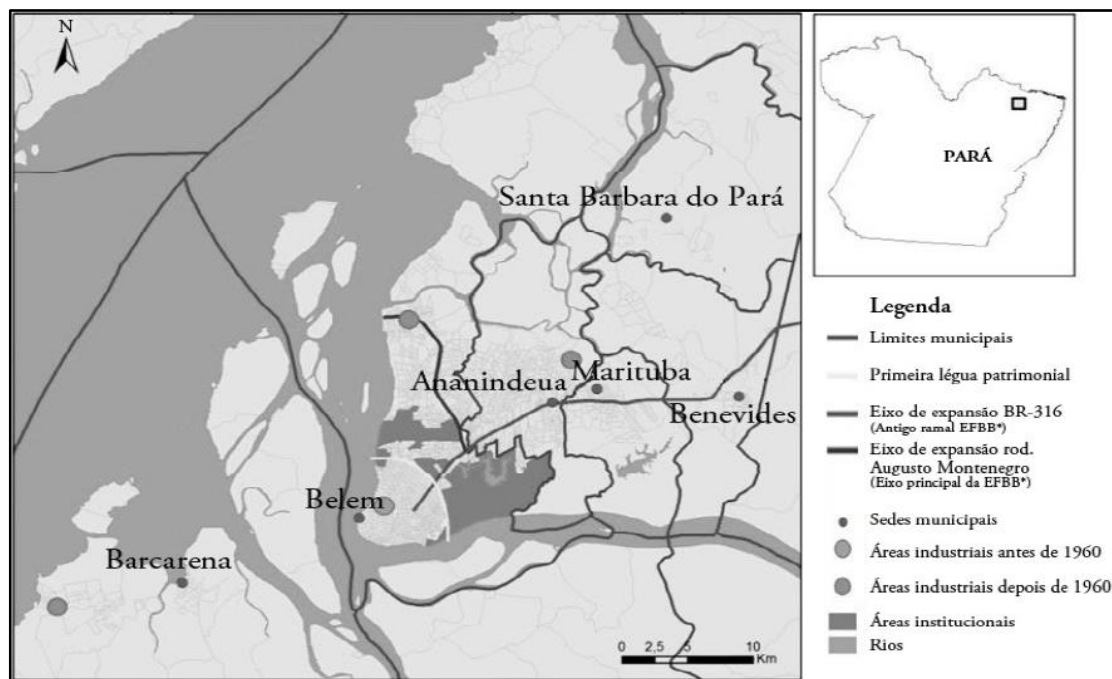 N
Santa Bárbara do Pará
Ananindeua
Marituba
Benevides
Belem
Barcarena
0 2,5 5 10
Km
PARÁ
Legenda
Limites municipais
Primeira légua patrimonial
Eixo de expansão BR-316
(Antigo ramal EFBB*)
Eixo de expansão rod.
Augusto Montenegro
(Eixo principal da EFBB*)
Sedes municipais
Áreas industriais antes de 1960
Áreas industriais depois de 1960
Áreas institucionais
Rios